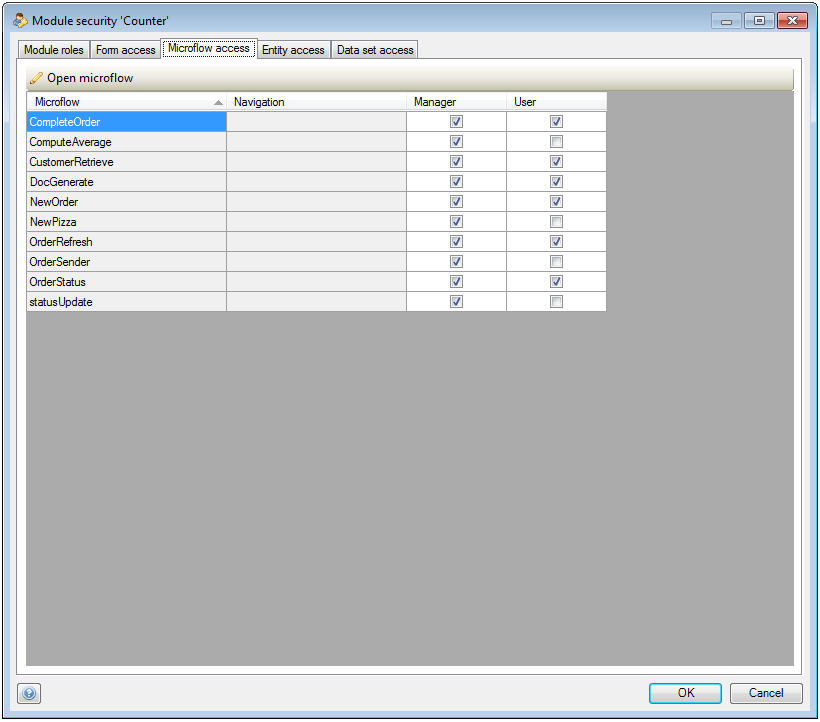 Module security 'Counter'
Module roles Form access Microflow access Entity access Data set access
Open microflow
Microflow Navigation Manager User
CompleteOrder
ComputeAverage
CustomerRetrieve
DocGenerate
NewOrder
NewPizza
OrderRefresh
OrderSender
OrderStatus
statusUpdate
? OK Cancel